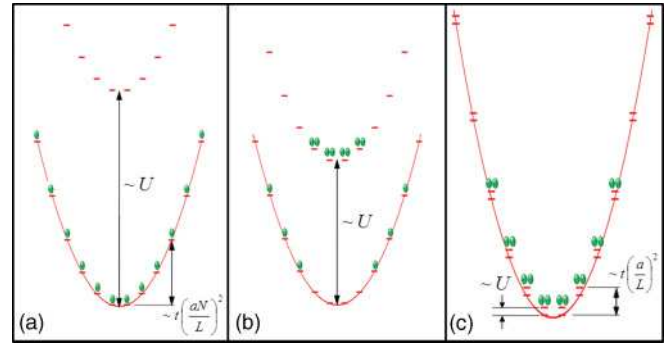 ~ U
~ t(aN/L)²
(a)
~ U
(b)
~ U
~ t(a/L)²
(c)